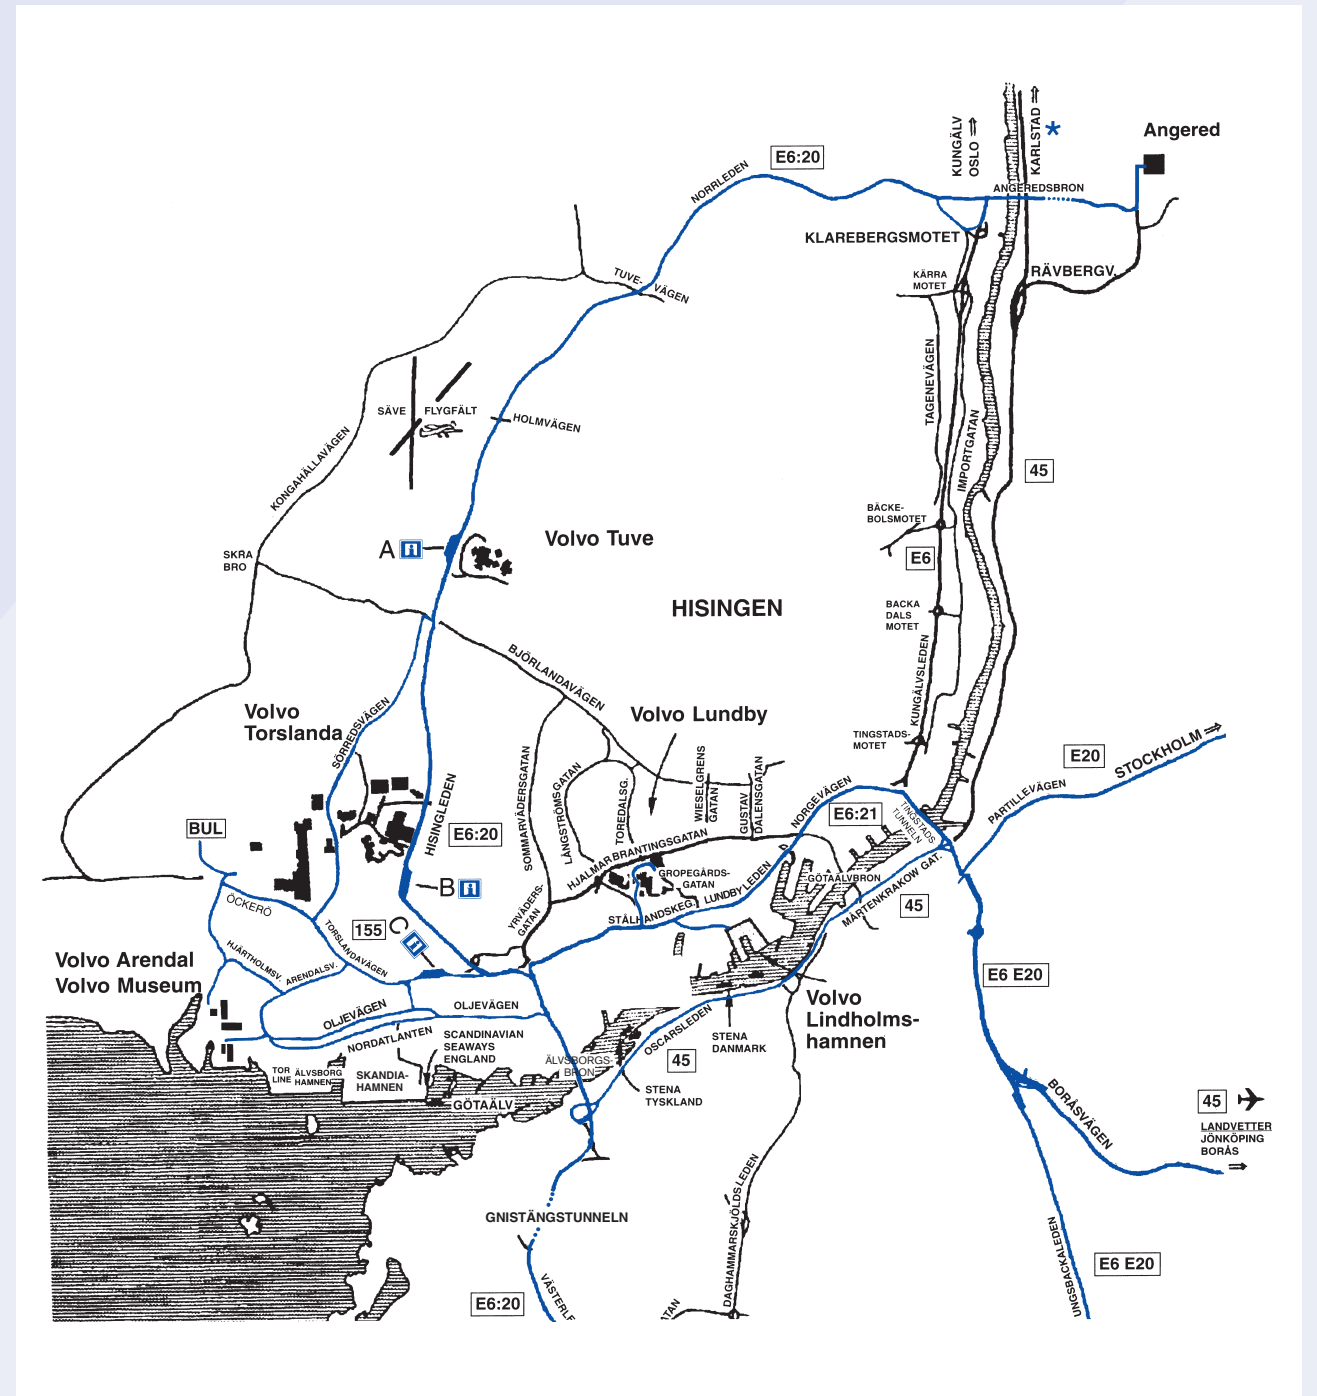 KUNGÄLV
OSLO ⇒
KARLSTAD ⇒
*
Angered
E6:20
NORRLEDEN
ANGEREDSBRON
KLAREBERGSMOTET
TUVE-
VÄGEN
KÄRRA
MOTET
RÄVBERGV.
TAGENEVÄGEN
SÄVE FLYGFÄLT
HOLMVÄGEN
KONGAHÄLLAVÄGEN
IMPORTGATAN
45
BÄCKE-
BOLSMOTET
Volvo Tuve
A
SKRA
BRO
E6
HISINGEN
BACKA
DALS
MOTET
BJÖRLANDAVÄGEN
KUNGÄLVSLEDEN
Volvo
Torslanda
SÖRREDSVÄGEN
Volvo Lundby
TINGSTADS-
MOTET
E20
STOCKHOLM ⇒
PARTILLEVÄGEN
SOMMARVÄDERSGATAN
LÅNGSTRÖMSGATAN
TOREDALSG.
WIESELGRENS
GATAN
GUSTAV
DALENSGATAN
NORGEVÄGEN
E6:21
TINGSTADS
TUNNELN
BUL
HISINGLEDEN
E6:20
HJALMAR BRANTINGSGATAN
GROPEGÅRDS-
GATAN
LUNDBY LEDEN
GÖTAÄLVBRON
MÅRTENKRAKOW GAT.
45
B
ÖCKERÖ
YRVÄDERS-
GATAN
STÅLHANDSKEG.
155
C
TORSLANDAVÄGEN
HJÄRTHOLMSV.
ARENDALSV.
Volvo Arendal
Volvo Museum
E6 E20
OLJEVÄGEN
OLJEVÄGEN
Volvo
Lindholms-
hamnen
NORDATLANTEN
SCANDINAVIAN
SEAWAYS
ENGLAND
OSCARSLEDEN
STENA
DANMARK
ÄLVSBORGS-
BRON
45
TOR
LINE
ÄLVSBORG
HAMNEN
SKANDIA-
HAMNEN
STENA
TYSKLAND
GÖTAÄLV
BORÅSVÄGEN
45
LANDVETTER
JÖNKÖPING
BORÅS
⇒
DAGHAMMARSKJÖLDSLEDEN
GNISTÄNGSTUNNELN
E6 E20
UNGSBACKALEDEN
E6:20
VÄSTERLE
ATAN